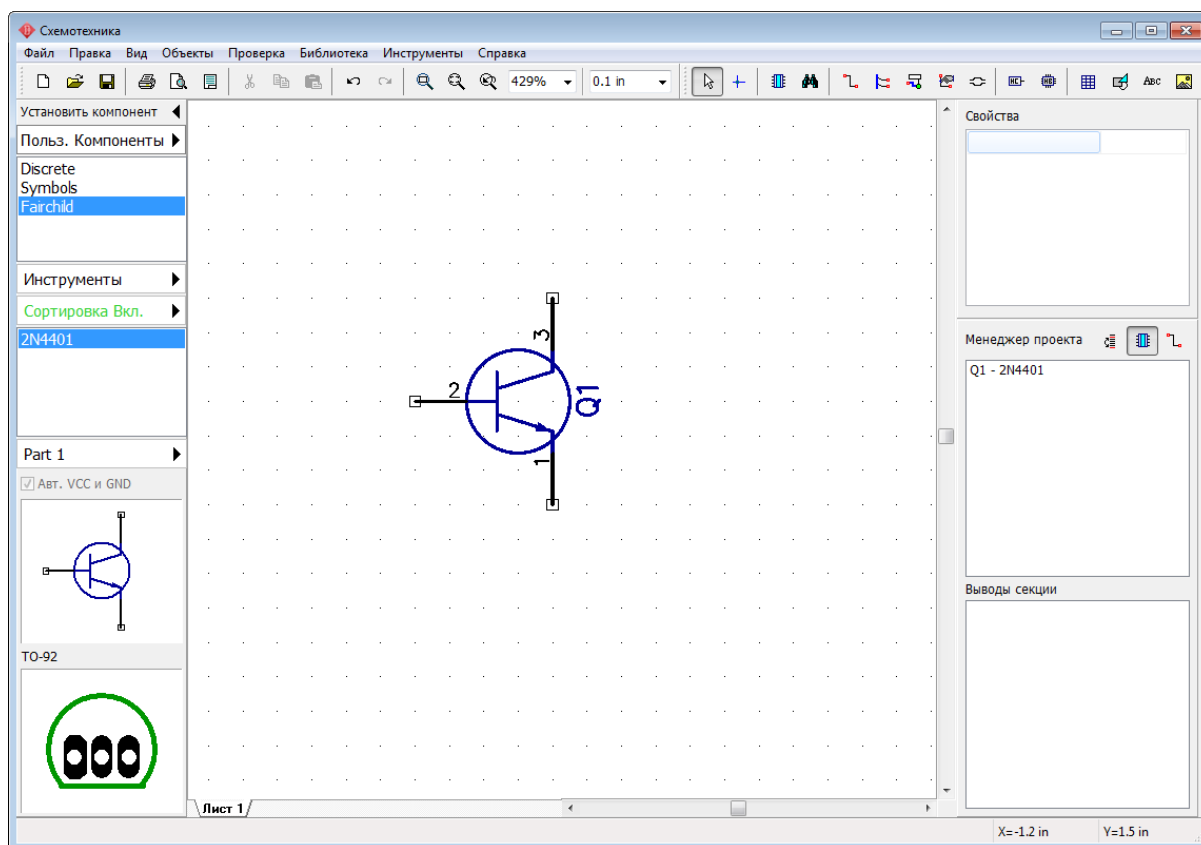 Схемотехника
Файл Правка Вид Объекты Проверка Библиотека Инструменты Справка
429% 0.1 in ABC
Установить компонент
Польз. Компоненты
Discrete
Symbols
Fairchild
Инструменты
Сортировка Вкл.
2N4401
Part 1
Авт. VCC и GND
TO-92
3
2
Q1
1
Лист 1
Свойства
Менеджер проекта
Q1 - 2N4401
Выводы секции
X=-1.2 in Y=1.5 in